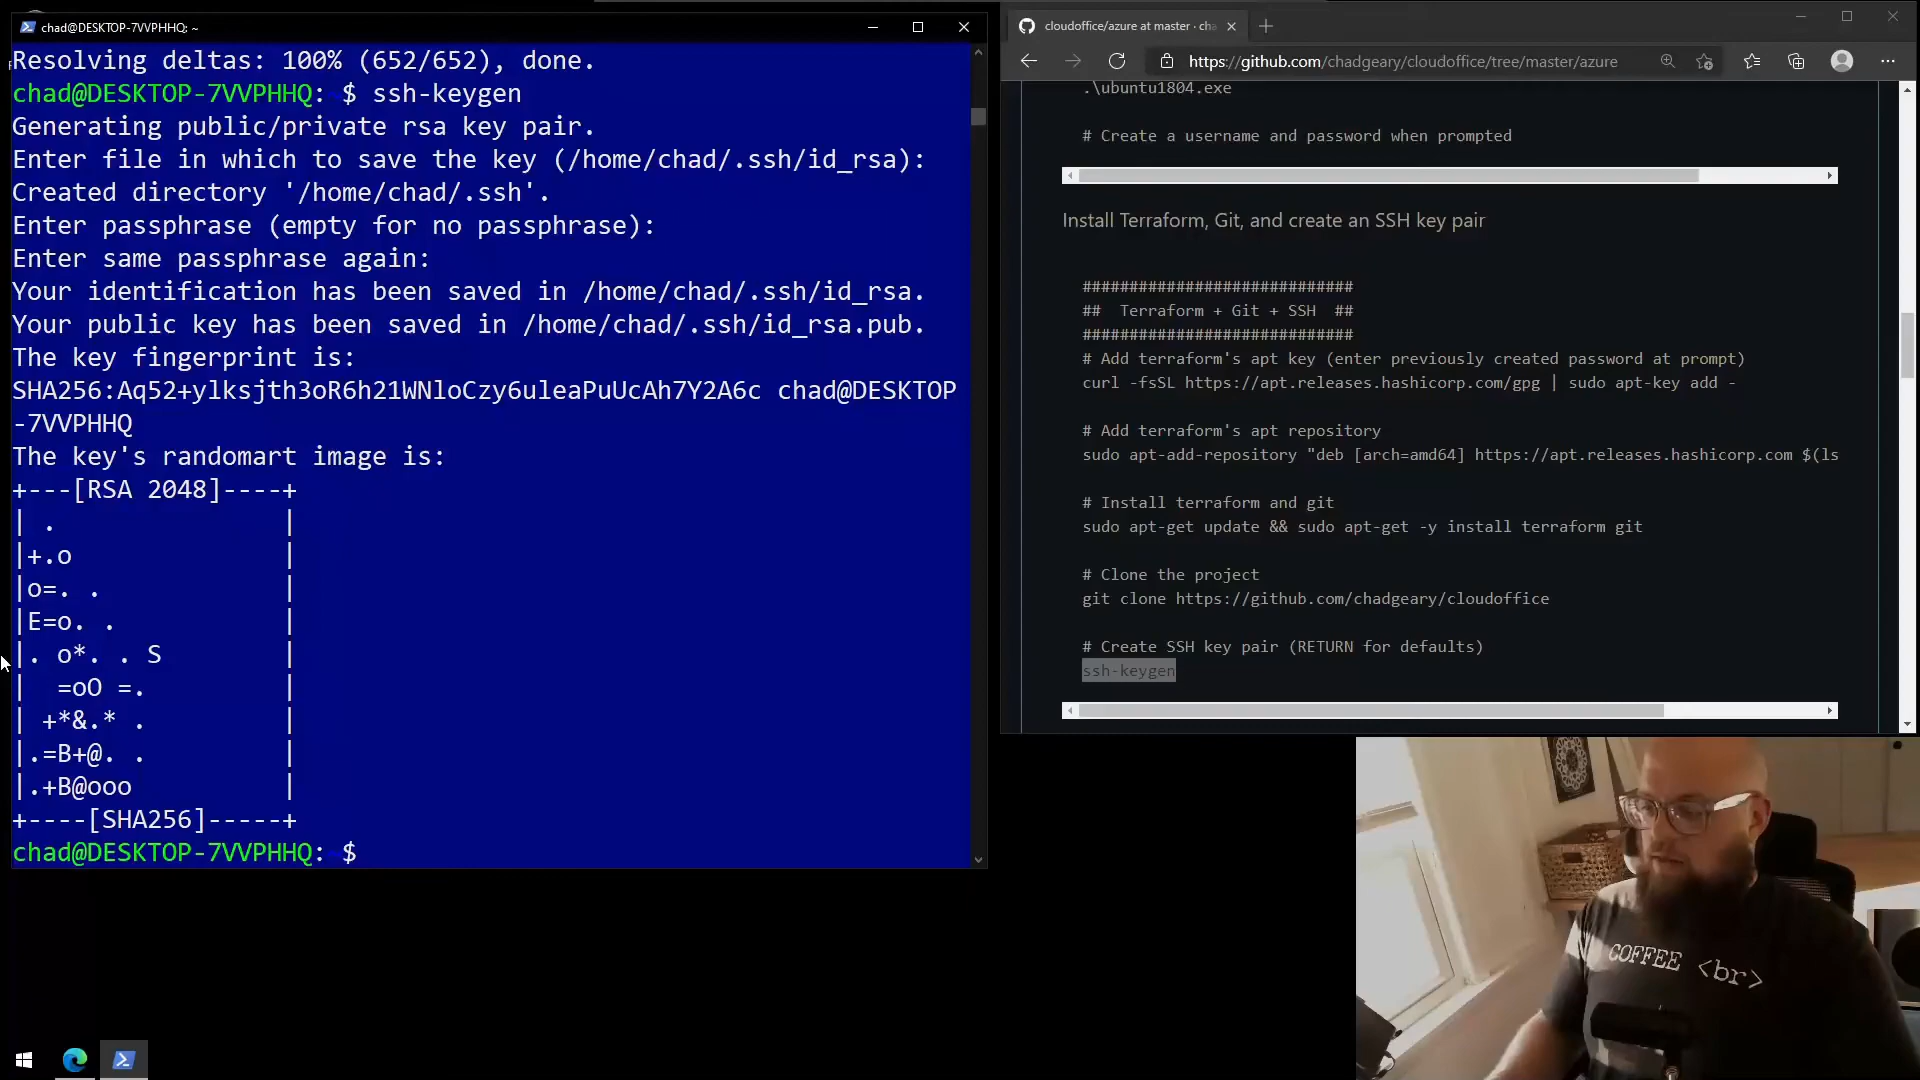 chad@DESKTOP-7VVPHHQ: ~
Resolving deltas: 100% (652/652), done.
chad@DESKTOP-7VVPHHQ:~$ ssh-keygen
Generating public/private rsa key pair.
Enter file in which to save the key (/home/chad/.ssh/id_rsa):
Created directory '/home/chad/.ssh'.
Enter passphrase (empty for no passphrase):
Enter same passphrase again:
Your identification has been saved in /home/chad/.ssh/id_rsa.
Your public key has been saved in /home/chad/.ssh/id_rsa.pub.
The key fingerprint is:
SHA256:Aq52+ylksjth3oR6h21WNloCzy6uleaPuUcAh7Y2A6c chad@DESKTOP
-7VVPHHQ
The key's randomart image is:
+---[RSA 2048]----+
| .               |
|+.o              |
|o=. .            |
|E=o. .           |
|. o*. . S        |
|  =oO =.         |
| +*&.* .         |
|.=B+@. .         |
|.+B@ooo          |
+----[SHA256]-----+
chad@DESKTOP-7VVPHHQ:~$
cloudoffice/azure at master · cha
https://github.com/chadgeary/cloudoffice/tree/master/azure
.\ubuntu1804.exe
# Create a username and password when prompted
Install Terraform, Git, and create an SSH key pair
#############################
##  Terraform + Git + SSH  ##
#############################
# Add terraform's apt key (enter previously created password at prompt)
curl -fsSL https://apt.releases.hashicorp.com/gpg | sudo apt-key add -
# Add terraform's apt repository
sudo apt-add-repository "deb [arch=amd64] https://apt.releases.hashicorp.com $(ls
# Install terraform and git
sudo apt-get update && sudo apt-get -y install terraform git
# Clone the project
git clone https://github.com/chadgeary/cloudoffice
# Create SSH key pair (RETURN for defaults)
ssh-keygen
COFFEE <br>